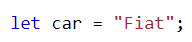 let car = "Fiat";